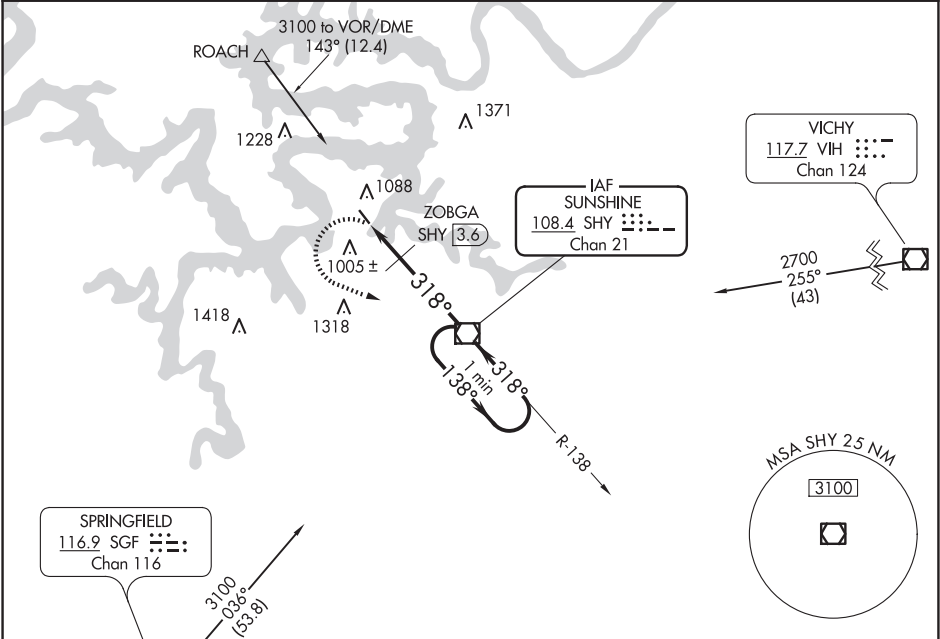 3100 to VOR/DME
143° (12.4)
ROACH
1371
1228
VICHY
117.7 VIH
Chan 124
1088
IAF
SUNSHINE
108.4 SHY
Chan 21
ZOBGA
SHY 3.6
1005 ±
2700
255°
(43)
318°
1418
1318
1 min
138°
318°
R-138
MSA SHY 25 NM
3100
SPRINGFIELD
116.9 SGF
Chan 116
3100
036°
(53.8)